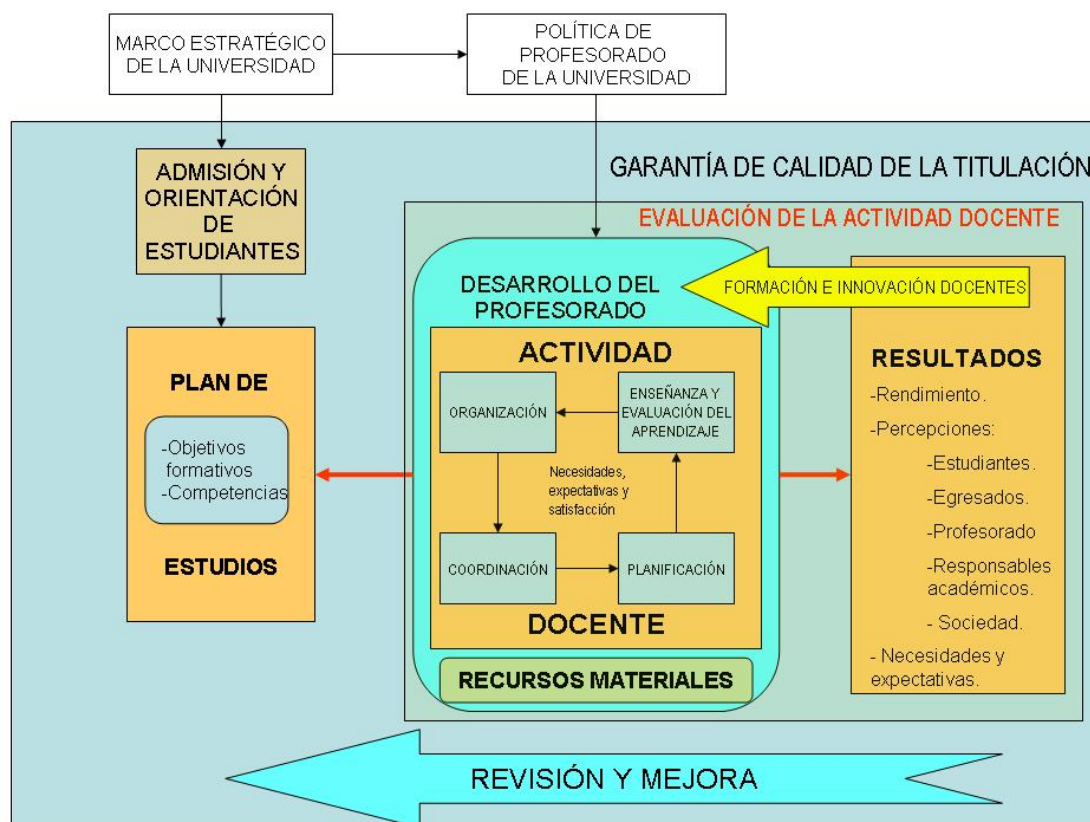 MARCO ESTRATÉGICO
DE LA UNIVERSIDAD
POLÍTICA DE
PROFESORADO
DE LA UNIVERSIDAD
GARANTÍA DE CALIDAD DE LA TITULACIÓN
ADMISIÓN Y
ORIENTACIÓN
DE
ESTUDIANTES
EVALUACIÓN DE LA ACTIVIDAD DOCENTE
PLAN DE
-Objetivos
formativos
-Competencias
ESTUDIOS
DESARROLLO DEL
PROFESORADO
FORMACIÓN E INNOVACIÓN DOCENTES
ACTIVIDAD
ORGANIZACIÓN
ENSEÑANZA Y
EVALUACIÓN DEL
APRENDIZAJE
Necesidades,
expectativas y
satisfacción
COORDINACIÓN
PLANIFICACIÓN
DOCENTE
RECURSOS MATERIALES
RESULTADOS
-Rendimiento.
-Percepciones:
-Estudiantes.
-Egresados.
-Profesorado
-Responsables
académicos.
- Sociedad.
- Necesidades y
expectativas.
REVISIÓN Y MEJORA